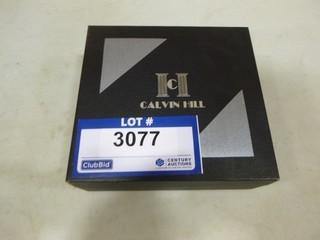 CH
CALVIN HILL
LOT #
3077
ClubBid
CENTURY
AUCTIONS